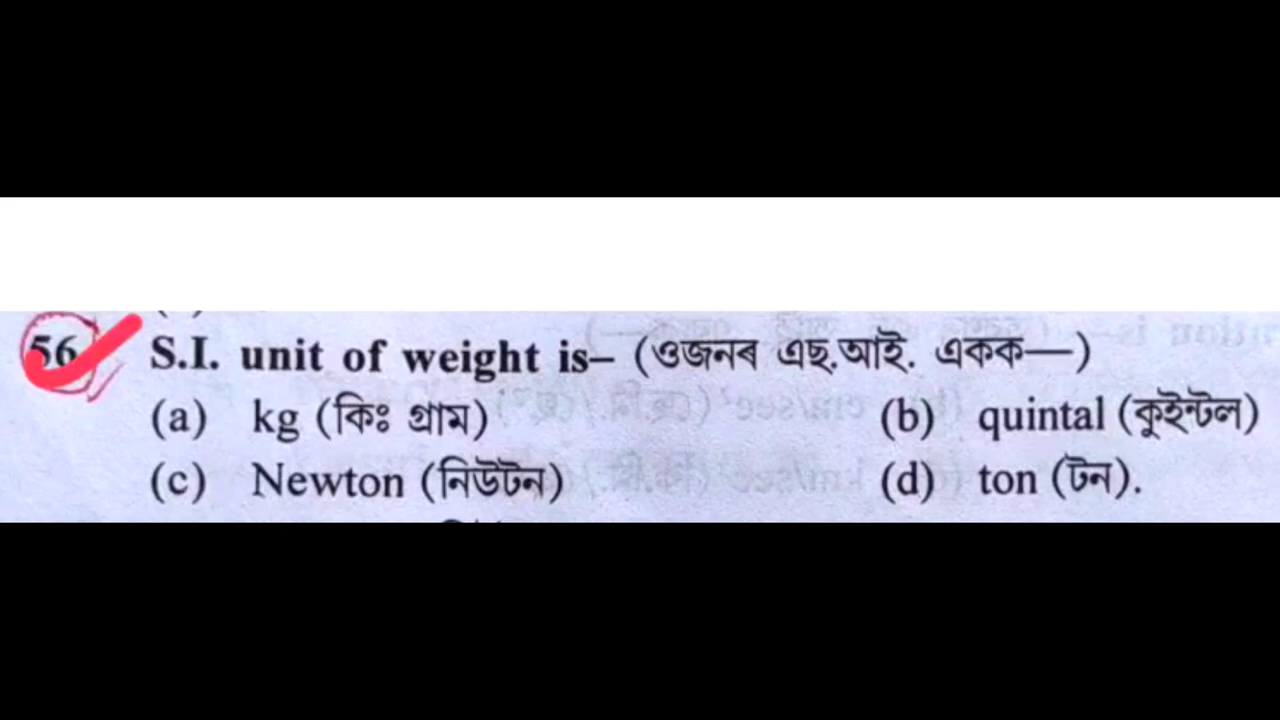 56 S.I. unit of weight is– (ওজনৰ এছ.আই. একক—)
(a) kg (কিঃ গ্ৰাম) (b) quintal (কুইন্টল)
(c) Newton (নিউটন) (d) ton (টন).